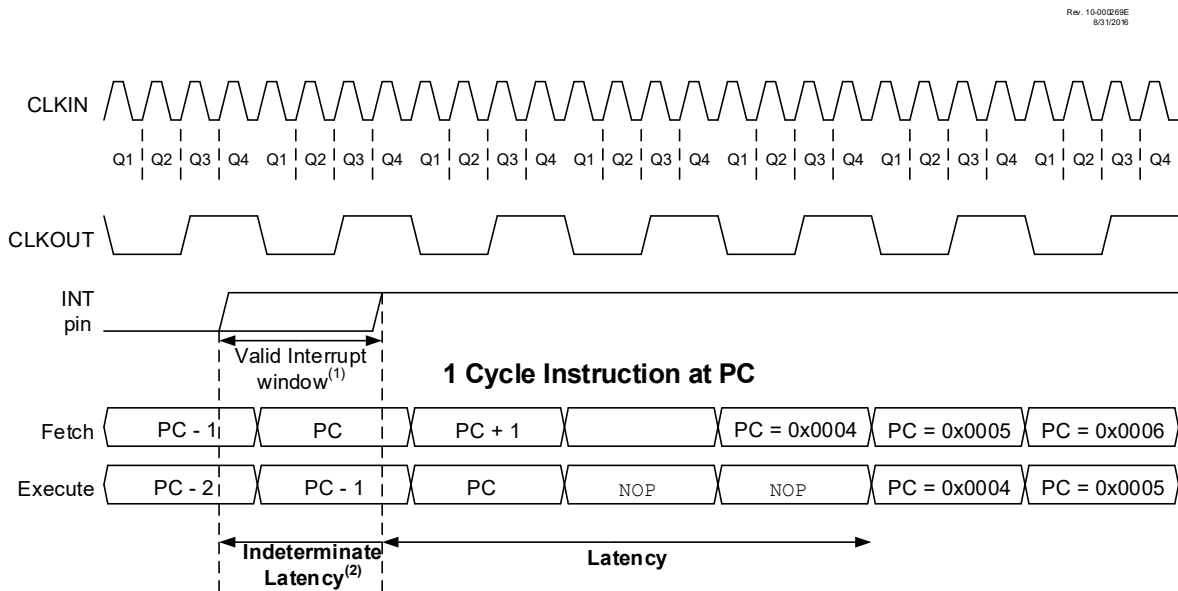 Rev. 10-000269E
8/31/2016
CLKIN
Q1 Q2 Q3 Q4 Q1 Q2 Q3 Q4 Q1 Q2 Q3 Q4 Q1 Q2 Q3 Q4 Q1 Q2 Q3 Q4 Q1 Q2 Q3 Q4 Q1 Q2 Q3 Q4
CLKOUT
INT
pin
Valid Interrupt
window(1)
1 Cycle Instruction at PC
Fetch PC - 1 PC PC + 1 PC = 0x0004 PC = 0x0005 PC = 0x0006
Execute PC - 2 PC - 1 PC NOP NOP PC = 0x0004 PC = 0x0005
Indeterminate
Latency(2)
Latency